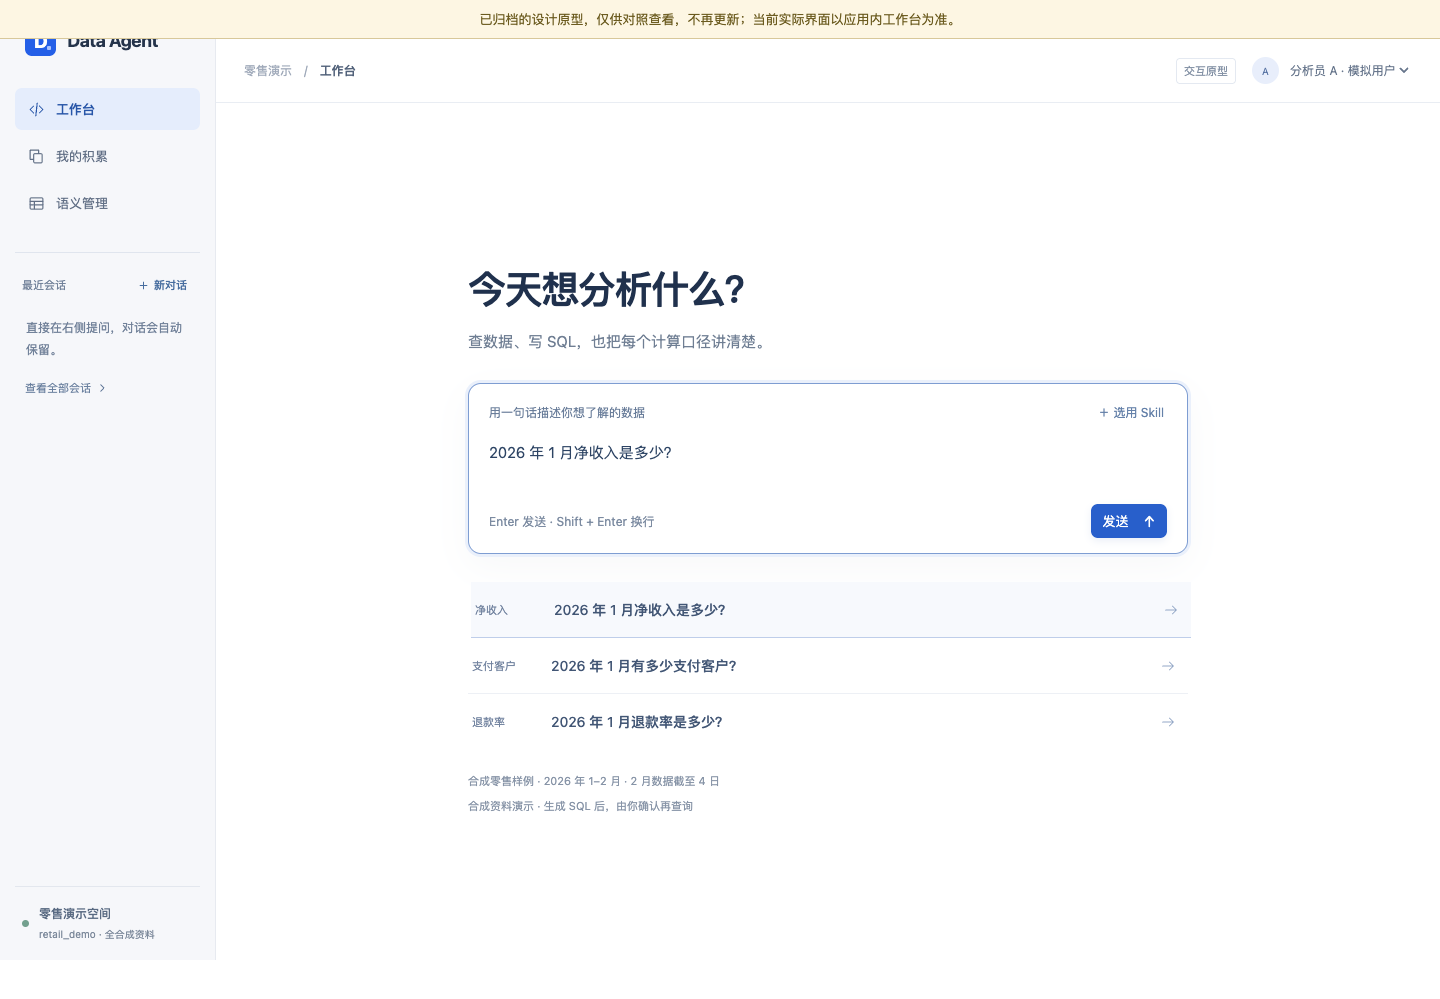 已归档的设计原型，仅供对照查看，不再更新；当前实际界面以应用内工作台为准。
D.
Data Agent
工作台
我的积累
语义管理
最近会话
+ 新对话
直接在右侧提问，对话会自动
保留。
查看全部会话 >
零售演示空间
retail_demo · 全合成资料
零售演示 / 工作台
交互原型
A
分析员 A · 模拟用户
今天想分析什么？
查数据、写 SQL，也把每个计算口径讲清楚。
用一句话描述你想了解的数据
+ 选用 Skill
2026 年 1 月净收入是多少？
Enter 发送 · Shift + Enter 换行
发送 ↑
净收入 2026 年 1 月净收入是多少？ →
支付客户 2026 年 1 月有多少支付客户？ →
退款率 2026 年 1 月退款率是多少？ →
合成零售样例 · 2026 年 1–2 月 · 2 月数据截至 4 日
合成资料演示 · 生成 SQL 后，由你确认再查询